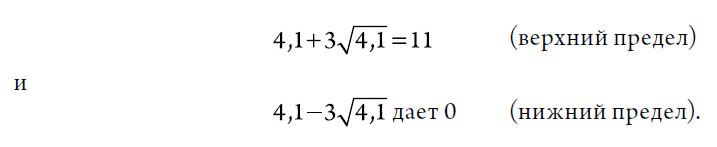 4,1+3√4,1=11 (верхний предел)
и
4,1−3√4,1 дает 0 (нижний предел).